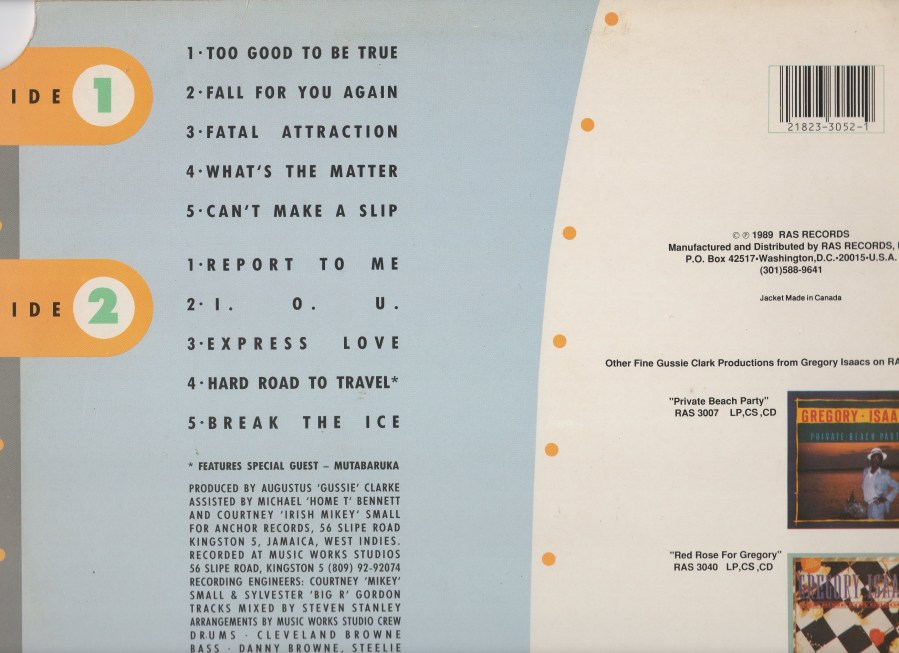 IDE 1
1·TOO GOOD TO BE TRUE
2·FALL FOR YOU AGAIN
3·FATAL ATTRACTION
4·WHAT'S THE MATTER
5·CAN'T MAKE A SLIP
IDE 2
1·REPORT TO ME
2·I. O. U.
3·EXPRESS LOVE
4·HARD ROAD TO TRAVEL*
5·BREAK THE ICE
* FEATURES SPECIAL GUEST – MUTABARUKA
PRODUCED BY AUGUSTUS 'GUSSIE' CLARKE
ASSISTED BY MICHAEL 'HOME T' BENNETT
AND COURTNEY 'IRISH MIKEY' SMALL
FOR ANCHOR RECORDS, 56 SLIPE ROAD
KINGSTON 5, JAMAICA, WEST INDIES.
RECORDED AT MUSIC WORKS STUDIOS
56 SLIPE ROAD, KINGSTON 5 (809) 92-92074
RECORDING ENGINEERS: COURTNEY 'MIKEY'
SMALL & SYLVESTER 'BIG R' GORDON
TRACKS MIXED BY STEVEN STANLEY
ARRANGEMENTS BY MUSIC WORKS STUDIO CREW
DRUMS · CLEVELAND BROWNE
BASS · DANNY BROWNE, STEELIE
21823-3052-1
© ℗ 1989 RAS RECORDS
Manufactured and Distributed by RAS RECORDS,
P.O. Box 42517•Washington,D.C.•20015•U.S.A.
(301)588-9641
Jacket Made in Canada
Other Fine Gussie Clark Productions from Gregory Isaacs on RA
"Private Beach Party"
RAS 3007 LP,CS,CD
GREGORY·ISAA
PRIVATE BEACH PART
"Red Rose For Gregory"
RAS 3040 LP,CS,CD
GREGORY ISAA